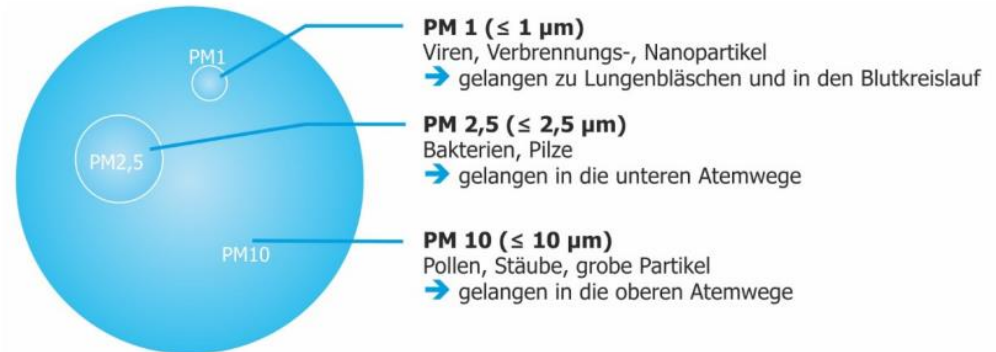 PM1
PM2,5
PM10
PM 1 (≤ 1 µm)
Viren, Verbrennungs-, Nanopartikel
➔ gelangen zu Lungenbläschen und in den Blutkreislauf
PM 2,5 (≤ 2,5 µm)
Bakterien, Pilze
➔ gelangen in die unteren Atemwege
PM 10 (≤ 10 µm)
Pollen, Stäube, grobe Partikel
➔ gelangen in die oberen Atemwege